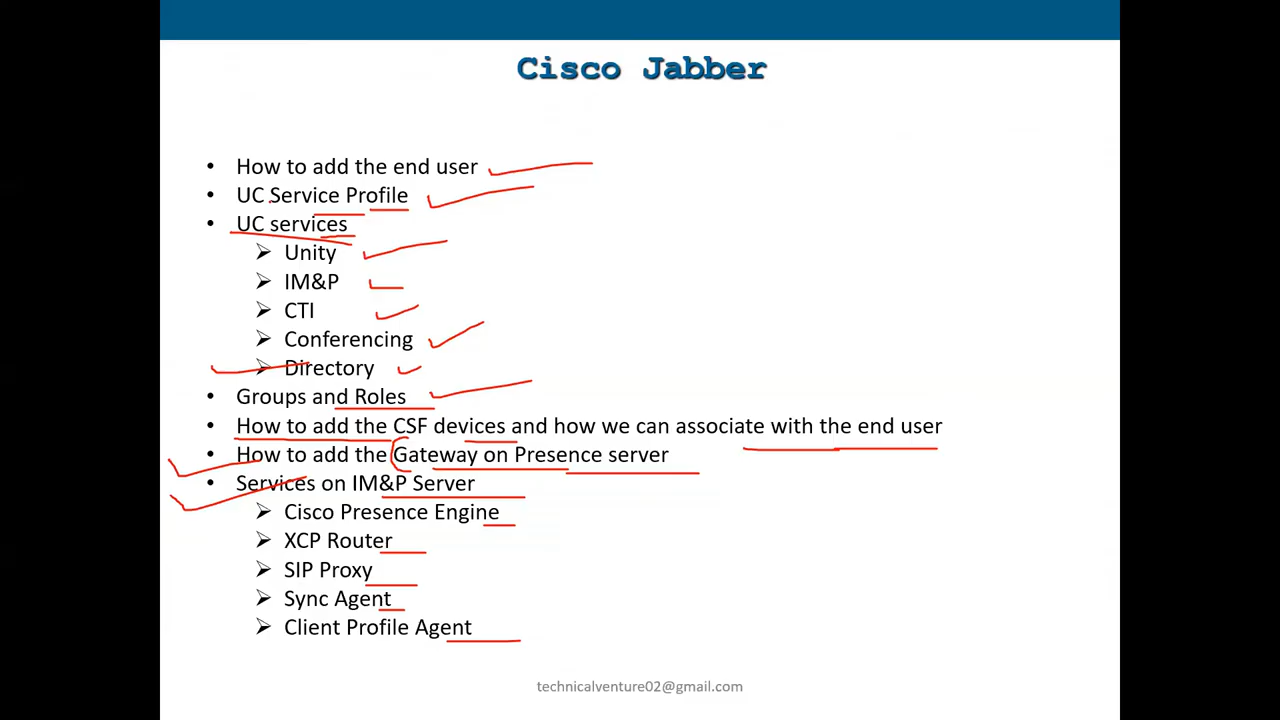 Cisco Jabber
• How to add the end user
• UC Service Profile
• UC services
➢ Unity
➢ IM&P
➢ CTI
➢ Conferencing
➢ Directory
• Groups and Roles
• How to add the CSF devices and how we can associate with the end user
• How to add the Gateway on Presence server
• Services on IM&P Server
➢ Cisco Presence Engine
➢ XCP Router
➢ SIP Proxy
➢ Sync Agent
➢ Client Profile Agent
technicalventure02@gmail.com